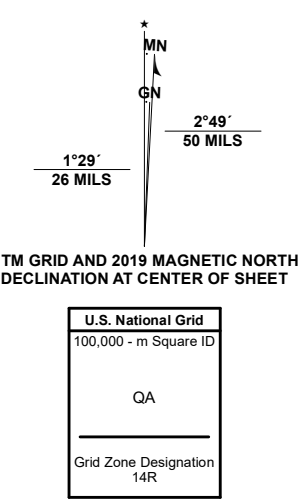 ★
MN
GN
2°49´
50 MILS
1°29´
26 MILS
TM GRID AND 2019 MAGNETIC NORTH
DECLINATION AT CENTER OF SHEET
U.S. National Grid
100,000 - m Square ID
QA
Grid Zone Designation
14R